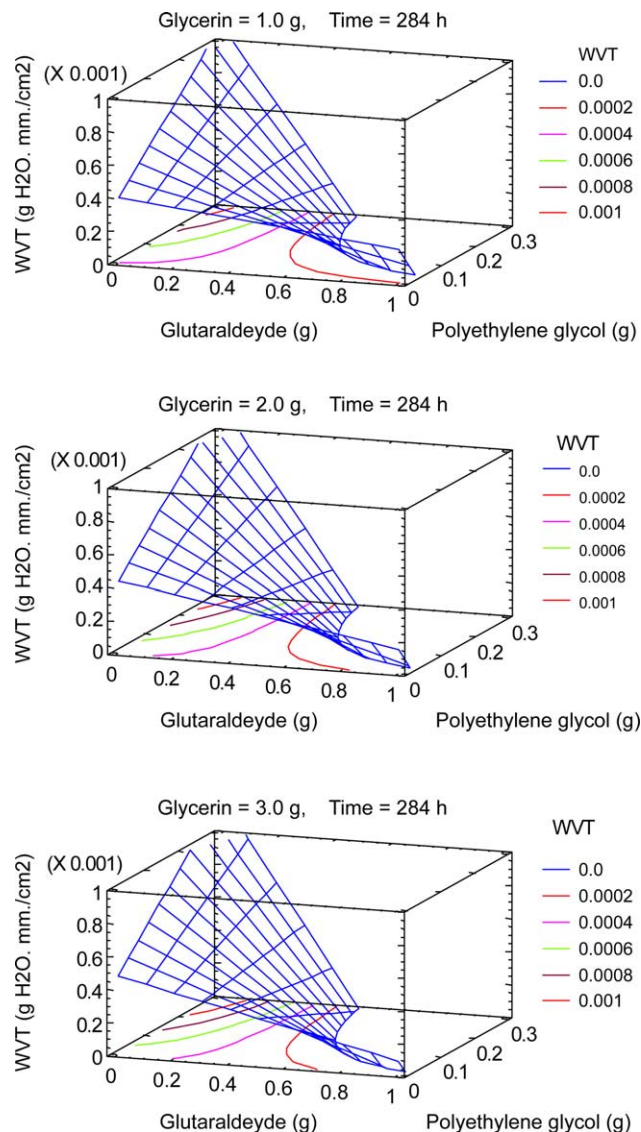 Glycerin = 1.0 g, Time = 284 h
WVT
(X 0.001)
0.0
0.0002
0.0004
0.0006
0.0008
0.001
WVT (g H2O. mm./cm2)
1
0.8
0.6
0.4
0.2
0
0 0.2 0.4 0.6 0.8 1
0 0.1 0.2 0.3
Glutaraldeyde (g) Polyethylene glycol (g)
Glycerin = 2.0 g, Time = 284 h
WVT
(X 0.001)
0.0
0.0002
0.0004
0.0006
0.0008
0.001
WVT (g H2O. mm./cm2)
1
0.8
0.6
0.4
0.2
0
0 0.2 0.4 0.6 0.8 1
0 0.1 0.2 0.3
Glutaraldeyde (g) Polyethylene glycol (g)
Glycerin = 3.0 g, Time = 284 h
WVT
(X 0.001)
0.0
0.0002
0.0004
0.0006
0.0008
0.001
WVT (g H2O. mm./cm2)
1
0.8
0.6
0.4
0.2
0
0 0.2 0.4 0.6 0.8 1
0 0.1 0.2 0.3
Glutaraldeyde (g) Polyethylene glycol (g)